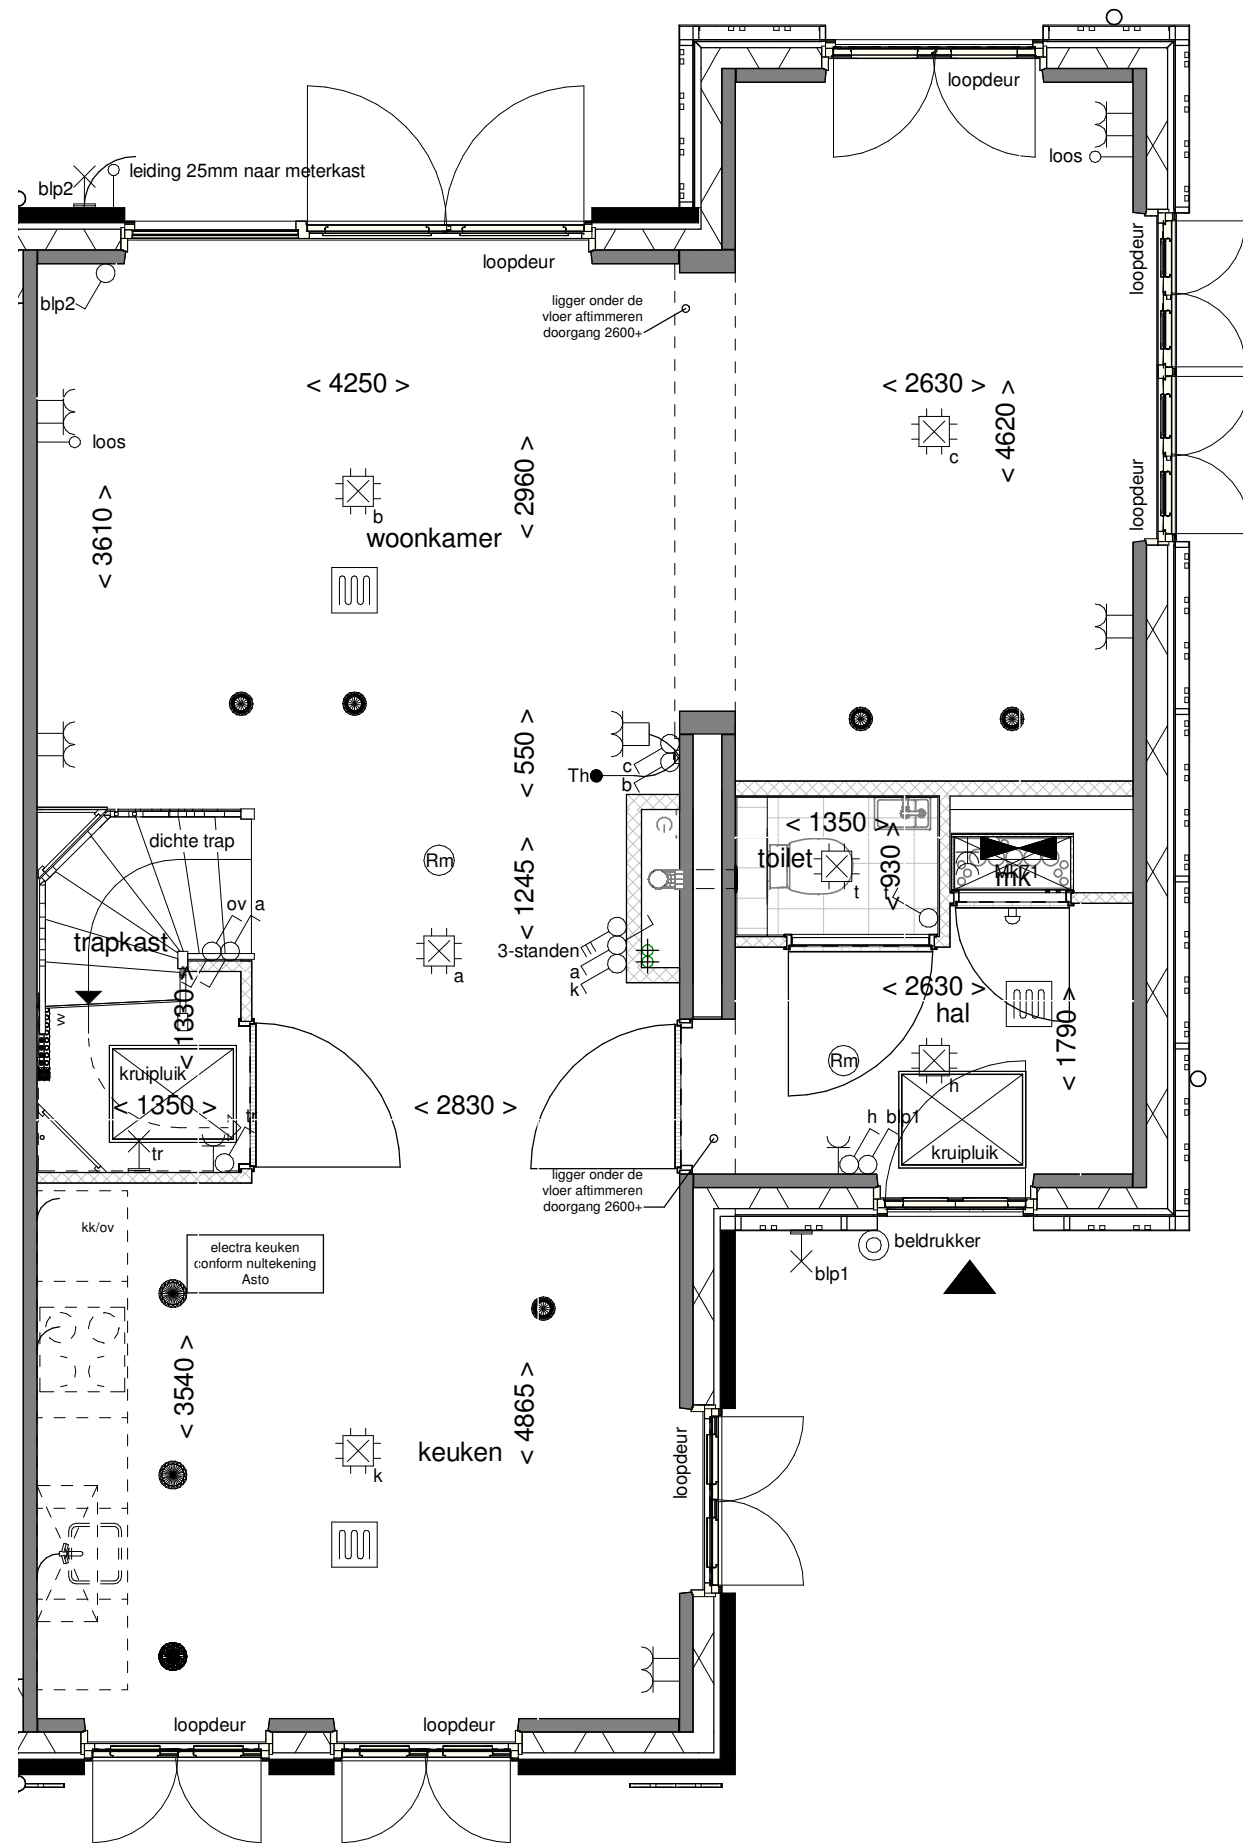 loopdeur
loos
leiding 25mm naar meterkast
blp2
loopdeur
loopdeur
blp2
ligger onder de
vloer aftimmeren
doorgang 2600+
< 4250 >
< 2630 >
< 4620 >
c
loos
< 2960 >
b
woonkamer
< 3610 >
loopdeur
< 550 >
c
b
Th
dichte trap
Rm
< 1245 >
< 1350 >
toilet
t
< 930 >
mk
ov a
trapkast
3-standen
a
k
a
< 1330 >
< 2630 >
hal
< 1790 >
w
kruipluik
< 1350 >
< 2830 >
Rm
h
tr
h blp1
kruipluik
ligger onder de
vloer aftimmeren
doorgang 2600+
kk/ov
electra keuken
conform nultekening
Asto
beldrukker
blp1
< 3540 >
< 4865 >
keuken
k
loopdeur
loopdeur
loopdeur